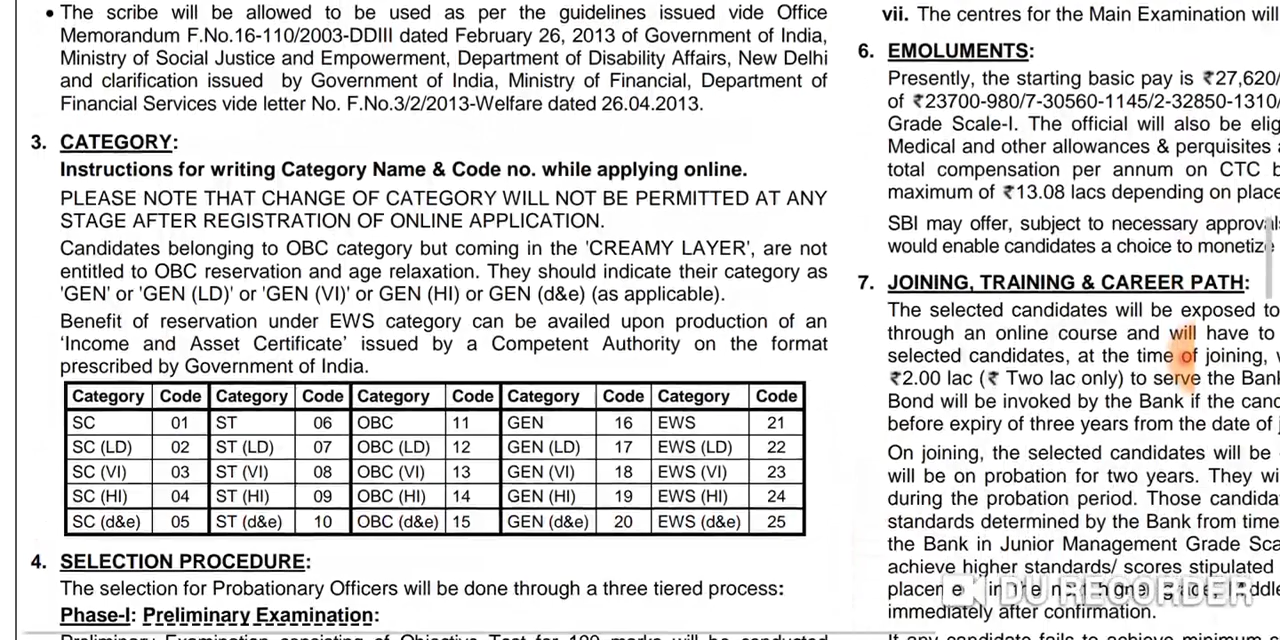 • The scribe will be allowed to be used as per the guidelines issued vide Office
Memorandum F.No.16-110/2003-DDIII dated February 26, 2013 of Government of India,
Ministry of Social Justice and Empowerment, Department of Disability Affairs, New Delhi
and clarification issued by Government of India, Ministry of Financial, Department of
Financial Services vide letter No. F.No.3/2/2013-Welfare dated 26.04.2013.
3. CATEGORY:
Instructions for writing Category Name & Code no. while applying online.
PLEASE NOTE THAT CHANGE OF CATEGORY WILL NOT BE PERMITTED AT ANY
STAGE AFTER REGISTRATION OF ONLINE APPLICATION.
Candidates belonging to OBC category but coming in the 'CREAMY LAYER', are not
entitled to OBC reservation and age relaxation. They should indicate their category as
'GEN' or 'GEN (LD)' or 'GEN (VI)' or GEN (HI) or GEN (d&e) (as applicable).
Benefit of reservation under EWS category can be availed upon production of an
‘Income and Asset Certificate’ issued by a Competent Authority on the format
prescribed by Government of India.
Category Code Category Code Category Code Category Code Category Code
SC 01 ST 06 OBC 11 GEN 16 EWS 21
SC (LD) 02 ST (LD) 07 OBC (LD) 12 GEN (LD) 17 EWS (LD) 22
SC (VI) 03 ST (VI) 08 OBC (VI) 13 GEN (VI) 18 EWS (VI) 23
SC (HI) 04 ST (HI) 09 OBC (HI) 14 GEN (HI) 19 EWS (HI) 24
SC (d&e) 05 ST (d&e) 10 OBC (d&e) 15 GEN (d&e) 20 EWS (d&e) 25
4. SELECTION PROCEDURE:
The selection for Probationary Officers will be done through a three tiered process:
Phase-I: Preliminary Examination:
vii. The centres for the Main Examination will
6. EMOLUMENTS:
Presently, the starting basic pay is ₹27,620/
of ₹23700-980/7-30560-1145/2-32850-1310/
Grade Scale-I. The official will also be elig
Medical and other allowances & perquisites
total compensation per annum on CTC b
maximum of ₹13.08 lacs depending on place
SBI may offer, subject to necessary approvals
would enable candidates a choice to monetize
7. JOINING, TRAINING & CAREER PATH:
The selected candidates will be exposed to
through an online course and will have to
selected candidates, at the time of joining,
₹2.00 lac (₹ Two lac only) to serve the Bank
Bond will be invoked by the Bank if the cand
before expiry of three years from the date of
On joining, the selected candidates will be
will be on probation for two years. They wi
during the probation period. Those candida
standards determined by the Bank from time
the Bank in Junior Management Grade Sca
achieve higher standards/ scores stipulated
immediately after confirmation.
DU RECORDER